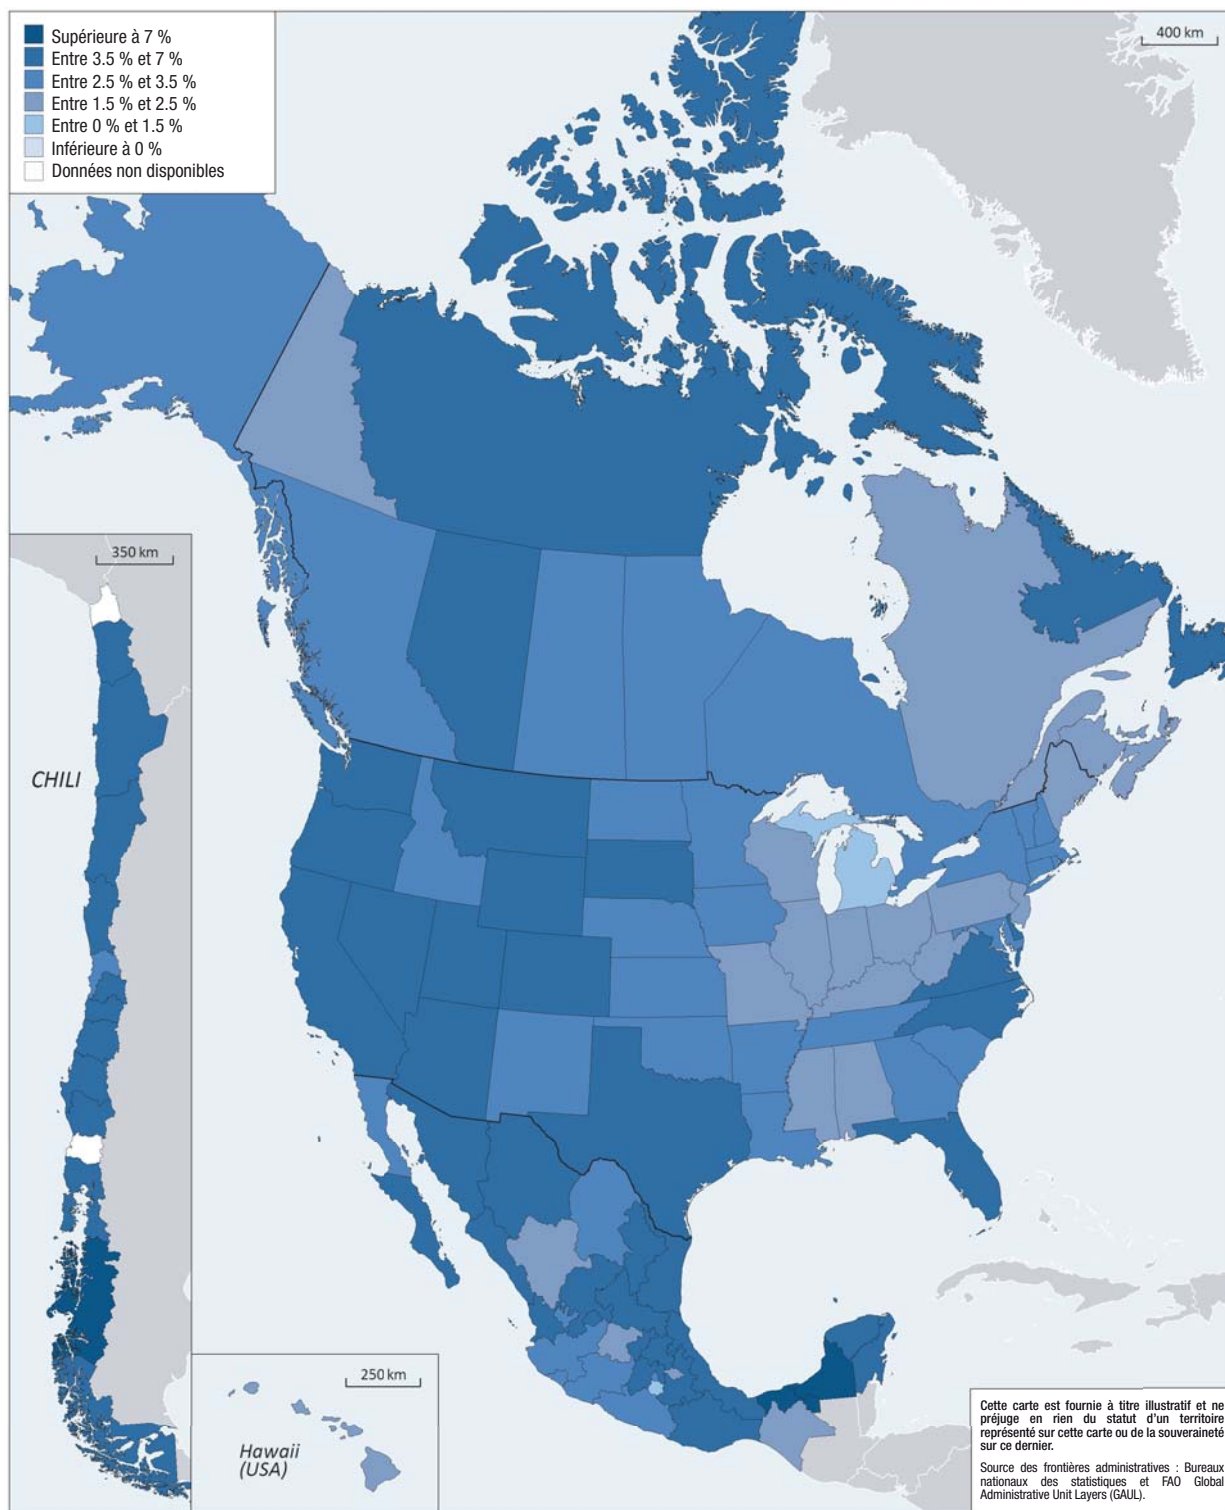 Supérieure à 7 %
Entre 3.5 % et 7 %
Entre 2.5 % et 3.5 %
Entre 1.5 % et 2.5 %
Entre 0 % et 1.5 %
Inférieure à 0 %
Données non disponibles
400 km
350 km
CHILI
250 km
Hawaii
(USA)
Cette carte est fournie à titre illustratif et ne
préjuge en rien du statut d'un territoire
représenté sur cette carte ou de la souveraineté
sur ce dernier.
Source des frontières administratives : Bureaux
nationaux des statistiques et FAO Global
Administrative Unit Layers (GAUL).